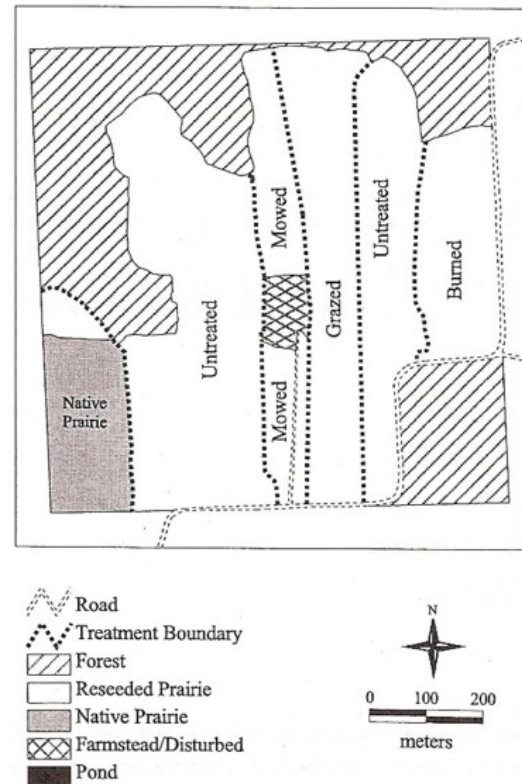 Mowed
Untreated
Burned
Grazed
Untreated
Native
Prairie
Mowed
Road
Treatment Boundary
Forest
Reseeded Prairie
Native Prairie
Farmstead/Disturbed
Pond
N
0 100 200
meters